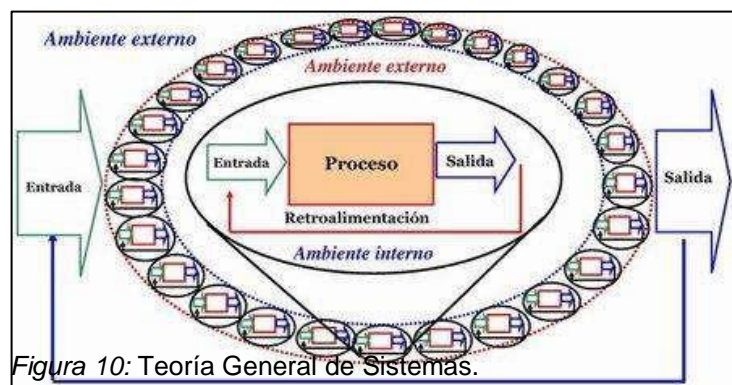 Ambiente externo
Ambiente externo
Entrada
Entrada
Proceso
Salida
Salida
Retroalimentación
Ambiente interno
Figura 10: Teoría General de Sistemas.